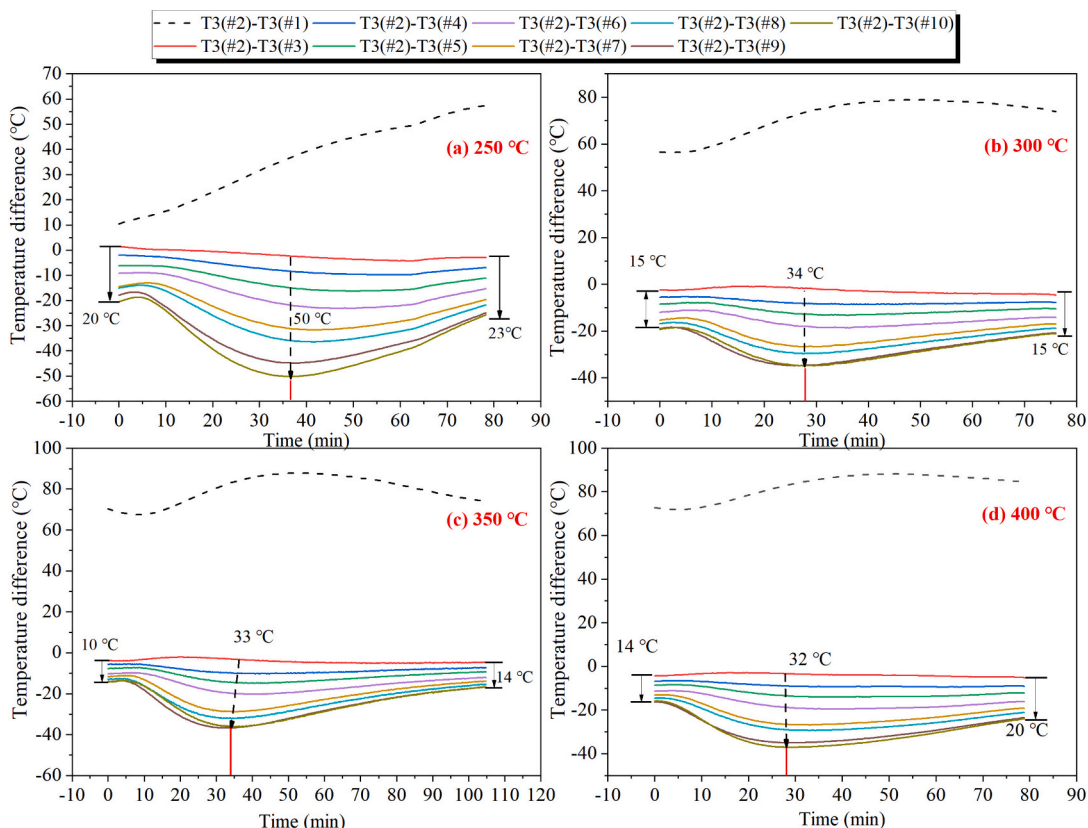 T3(#2)-T3(#1) T3(#2)-T3(#4) T3(#2)-T3(#6) T3(#2)-T3(#8) T3(#2)-T3(#10)
T3(#2)-T3(#3) T3(#2)-T3(#5) T3(#2)-T3(#7) T3(#2)-T3(#9)
Temperature difference (℃)
70
60
50
40
30
20
10
0
-10
-20
-30
-40
-50
-60
(a) 250 ℃
20 ℃
50 ℃
23℃
-10 0 10 20 30 40 50 60 70 80 90
Time (min)
Temperature difference (℃)
80
60
40
20
0
-20
-40
(b) 300 ℃
15 ℃
34 ℃
15 ℃
-10 0 10 20 30 40 50 60 70 80
Time (min)
Temperature difference (℃)
100
80
60
40
20
0
-20
-40
-60
(c) 350 ℃
10 ℃
33 ℃
14 ℃
-10 0 10 20 30 40 50 60 70 80 90 100 110 120
Time (min)
Temperature difference (℃)
100
80
60
40
20
0
-20
-40
(d) 400 ℃
14 ℃
32 ℃
20 ℃
-10 0 10 20 30 40 50 60 70 80 90
Time (min)